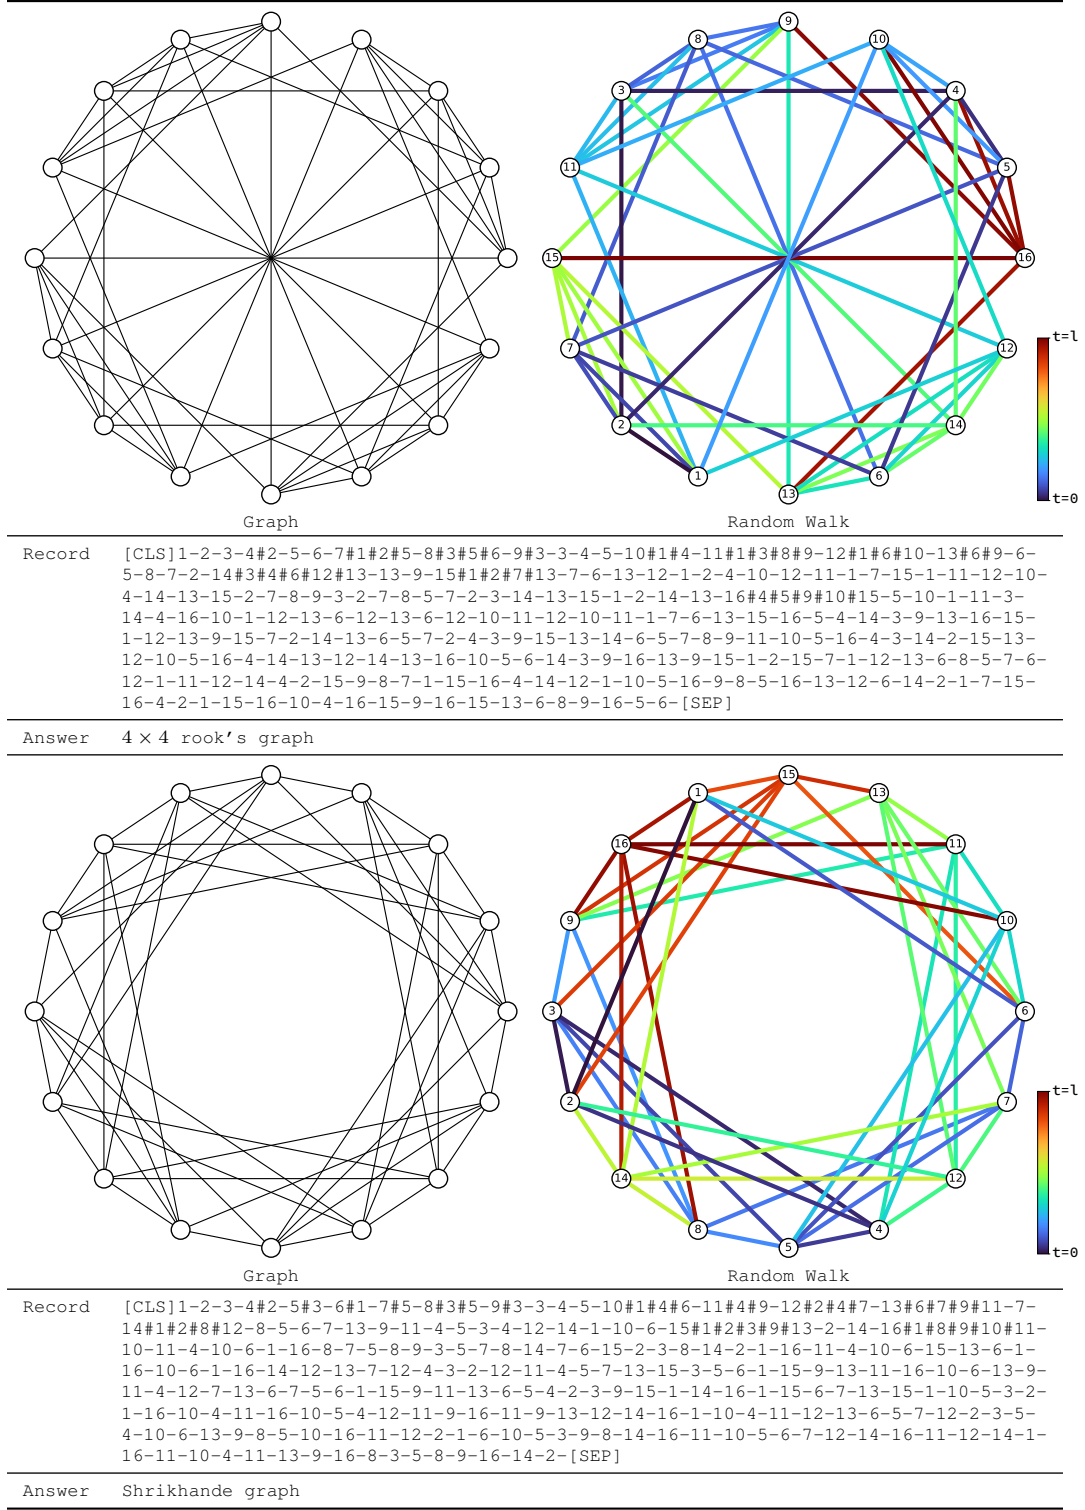 9
8 10
3 4
11 5
15 16
7 12
2 14
1 6
13
t=l
t=0
Graph Random Walk
Record [CLS]1-2-3-4#2-5-6-7#1#2#5-8#3#5#6-9#3-3-4-5-10#1#4-11#1#3#8#9-12#1#6#10-13#6#9-6-
5-8-7-2-14#3#4#6#12#13-13-9-15#1#2#7#13-7-6-13-12-1-2-4-10-12-11-1-7-15-1-11-12-10-
4-14-13-15-2-7-8-9-3-2-7-8-5-7-2-3-14-13-15-1-2-14-13-16#4#5#9#10#15-5-10-1-11-3-
14-4-16-10-1-12-13-6-12-13-6-12-10-11-12-10-11-1-7-6-13-15-16-5-4-14-3-9-13-16-15-
1-12-13-9-15-7-2-14-13-6-5-7-2-4-3-9-15-13-14-6-5-7-8-9-11-10-5-16-4-3-14-2-15-13-
12-10-5-16-4-14-13-12-14-13-16-10-5-6-14-3-9-16-13-9-15-1-2-15-7-1-12-13-6-8-5-7-6-
12-1-11-12-14-4-2-15-9-8-7-1-15-16-4-14-12-1-10-5-16-9-8-5-16-13-12-6-14-2-1-7-15-
16-4-2-1-15-16-10-4-16-15-9-16-15-13-6-8-9-16-5-6-[SEP]
Answer 4 × 4 rook's graph
15
1 13
16 11
9 10
3 6
2 7
14 12
8 4
5
t=l
t=0
Graph Random Walk
Record [CLS]1-2-3-4#2-5#3-6#1-7#5-8#3#5-9#3-3-4-5-10#1#4#6-11#4#9-12#2#4#7-13#6#7#9#11-7-
14#1#2#8#12-8-5-6-7-13-9-11-4-5-3-4-12-14-1-10-6-15#1#2#3#9#13-2-14-16#1#8#9#10#11-
10-11-4-10-6-1-16-8-7-5-8-9-3-5-7-8-14-7-6-15-2-3-8-14-2-1-16-11-4-10-6-15-13-6-1-
16-10-6-1-16-14-12-13-7-12-4-3-2-12-11-4-5-7-13-15-3-5-6-1-15-9-13-11-16-10-6-13-9-
11-4-12-7-13-6-7-5-6-1-15-9-11-13-6-5-4-2-3-9-15-1-14-16-1-15-6-7-13-15-1-10-5-3-2-
1-16-10-4-11-16-10-5-4-12-11-9-16-11-9-13-12-14-16-1-10-4-11-12-13-6-5-7-12-2-3-5-
4-10-6-13-9-8-5-10-16-11-12-2-1-6-10-5-3-9-8-14-16-11-10-5-6-7-12-14-16-11-12-14-1-
16-11-10-4-11-13-9-16-8-3-5-8-9-16-14-2-[SEP]
Answer Shrikhande graph